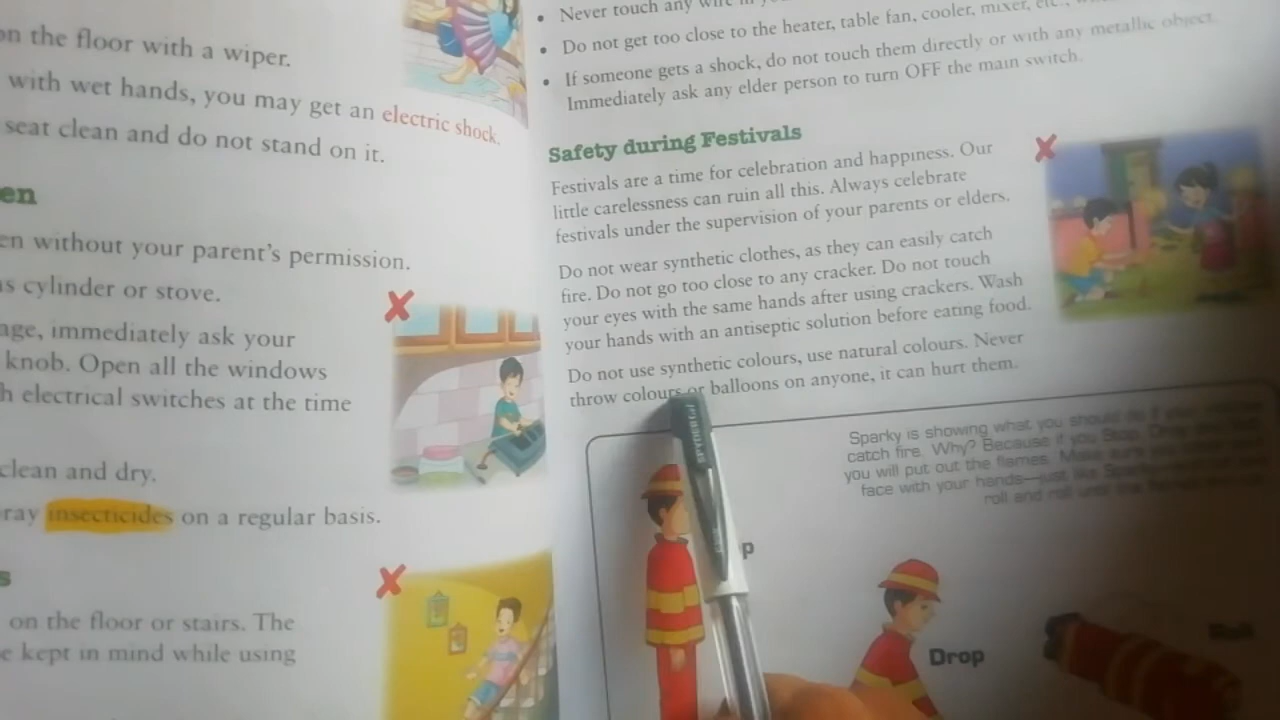 on the floor with a wiper.
with wet hands, you may get an electric shock.
seat clean and do not stand on it.
en
en without your parent's permission.
as cylinder or stove.
age, immediately ask your
knob. Open all the windows
h electrical switches at the time
clean and dry.
ray insecticides on a regular basis.
s
on the floor or stairs. The
e kept in mind while using
• Never touch any wire in
• Do not get too close to the heater, table fan, cooler, mixer, etc.,
• If someone gets a shock, do not touch them directly or with any metallic object.
Immediately ask any elder person to turn OFF the main switch.
Safety during Festivals
Festivals are a time for celebration and happiness. Our
little carelessness can ruin all this. Always celebrate
festivals under the supervision of your parents or elders.
Do not wear synthetic clothes, as they can easily catch
fire. Do not go too close to any cracker. Do not touch
your eyes with the same hands after using crackers. Wash
your hands with an antiseptic solution before eating food.
Do not use synthetic colours, use natural colours. Never
throw colours or balloons on anyone, it can hurt them.
Sparky is showing what you should do if your clothes
catch fire. Why? Because if you Stop, Drop
you will put out the flames. Make sure you
face with your hands—just like Sparky
roll and roll until the flames
p
Drop
Roll